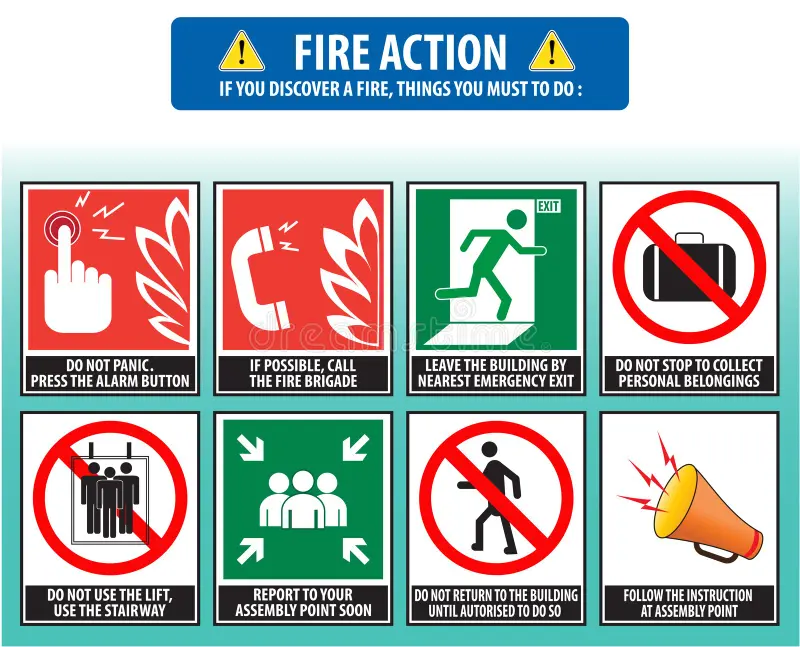 FIRE ACTION
IF YOU DISCOVER A FIRE, THINGS YOU MUST TO DO :
EXIT
DO NOT PANIC.
PRESS THE ALARM BUTTON
IF POSSIBLE, CALL
THE FIRE BRIGADE
LEAVE THE BUILDING BY
NEAREST EMERGENCY EXIT
DO NOT STOP TO COLLECT
PERSONAL BELONGINGS
dreamstime
DO NOT USE THE LIFT,
USE THE STAIRWAY
REPORT TO YOUR
ASSEMBLY POINT SOON
DO NOT RETURN TO THE BUILDING
UNTIL AUTORISED TO DO SO
FOLLOW THE INSTRUCTION
AT ASSEMBLY POINT